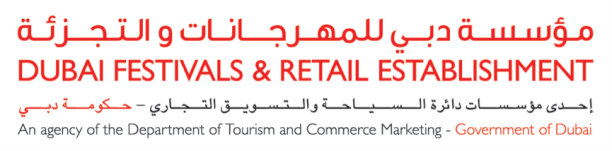 مؤسسة دبي للمهرجانات و التجزئة
DUBAI FESTIVALS & RETAIL ESTABLISHMENT
إحدى مؤسسات دائرة السياحة والتسويق التجاري – حكومة دبي
An agency of the Department of Tourism and Commerce Marketing - Government of Dubai